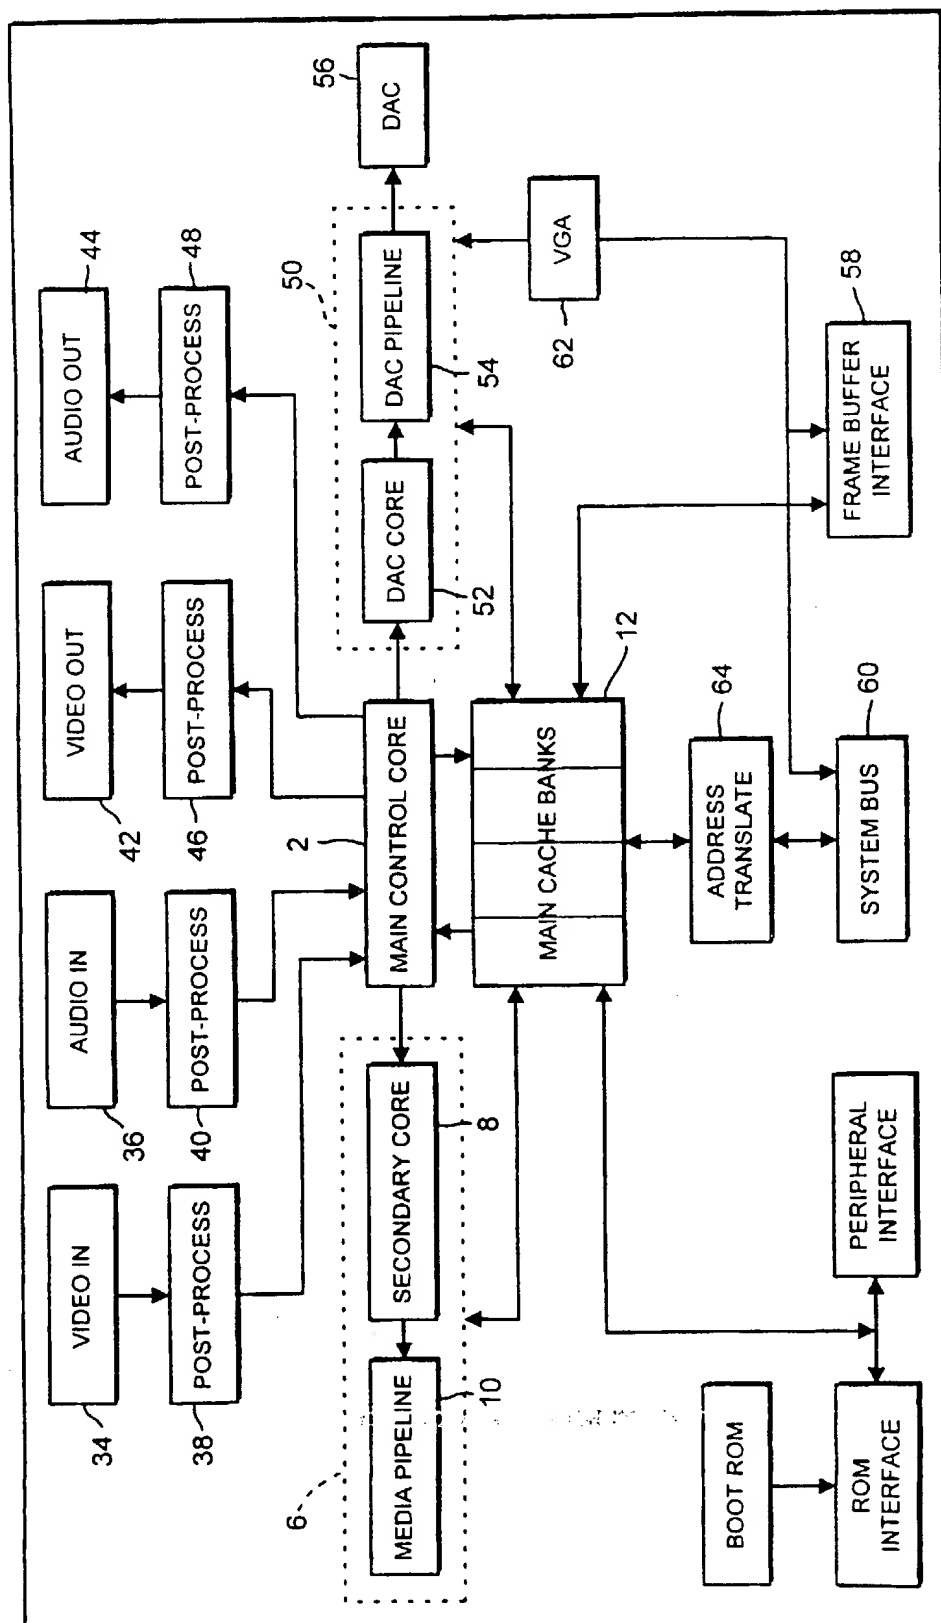 34
VIDEO IN
36
AUDIO IN
42
VIDEO OUT
44
AUDIO OUT
38
POST-PROCESS
40
POST-PROCESS
46
POST-PROCESS
48
POST-PROCESS
6
2
50
56
MEDIA PIPELINE
10
SECONDARY CORE
8
MAIN CONTROL CORE
DAC CORE
52
DAC PIPELINE
54
DAC
MAIN CACHE BANKS
12
VGA
62
BOOT ROM
ADDRESS
TRANSLATE
64
ROM
INTERFACE
PERIPHERAL
INTERFACE
SYSTEM BUS
60
FRAME BUFFER
INTERFACE
58